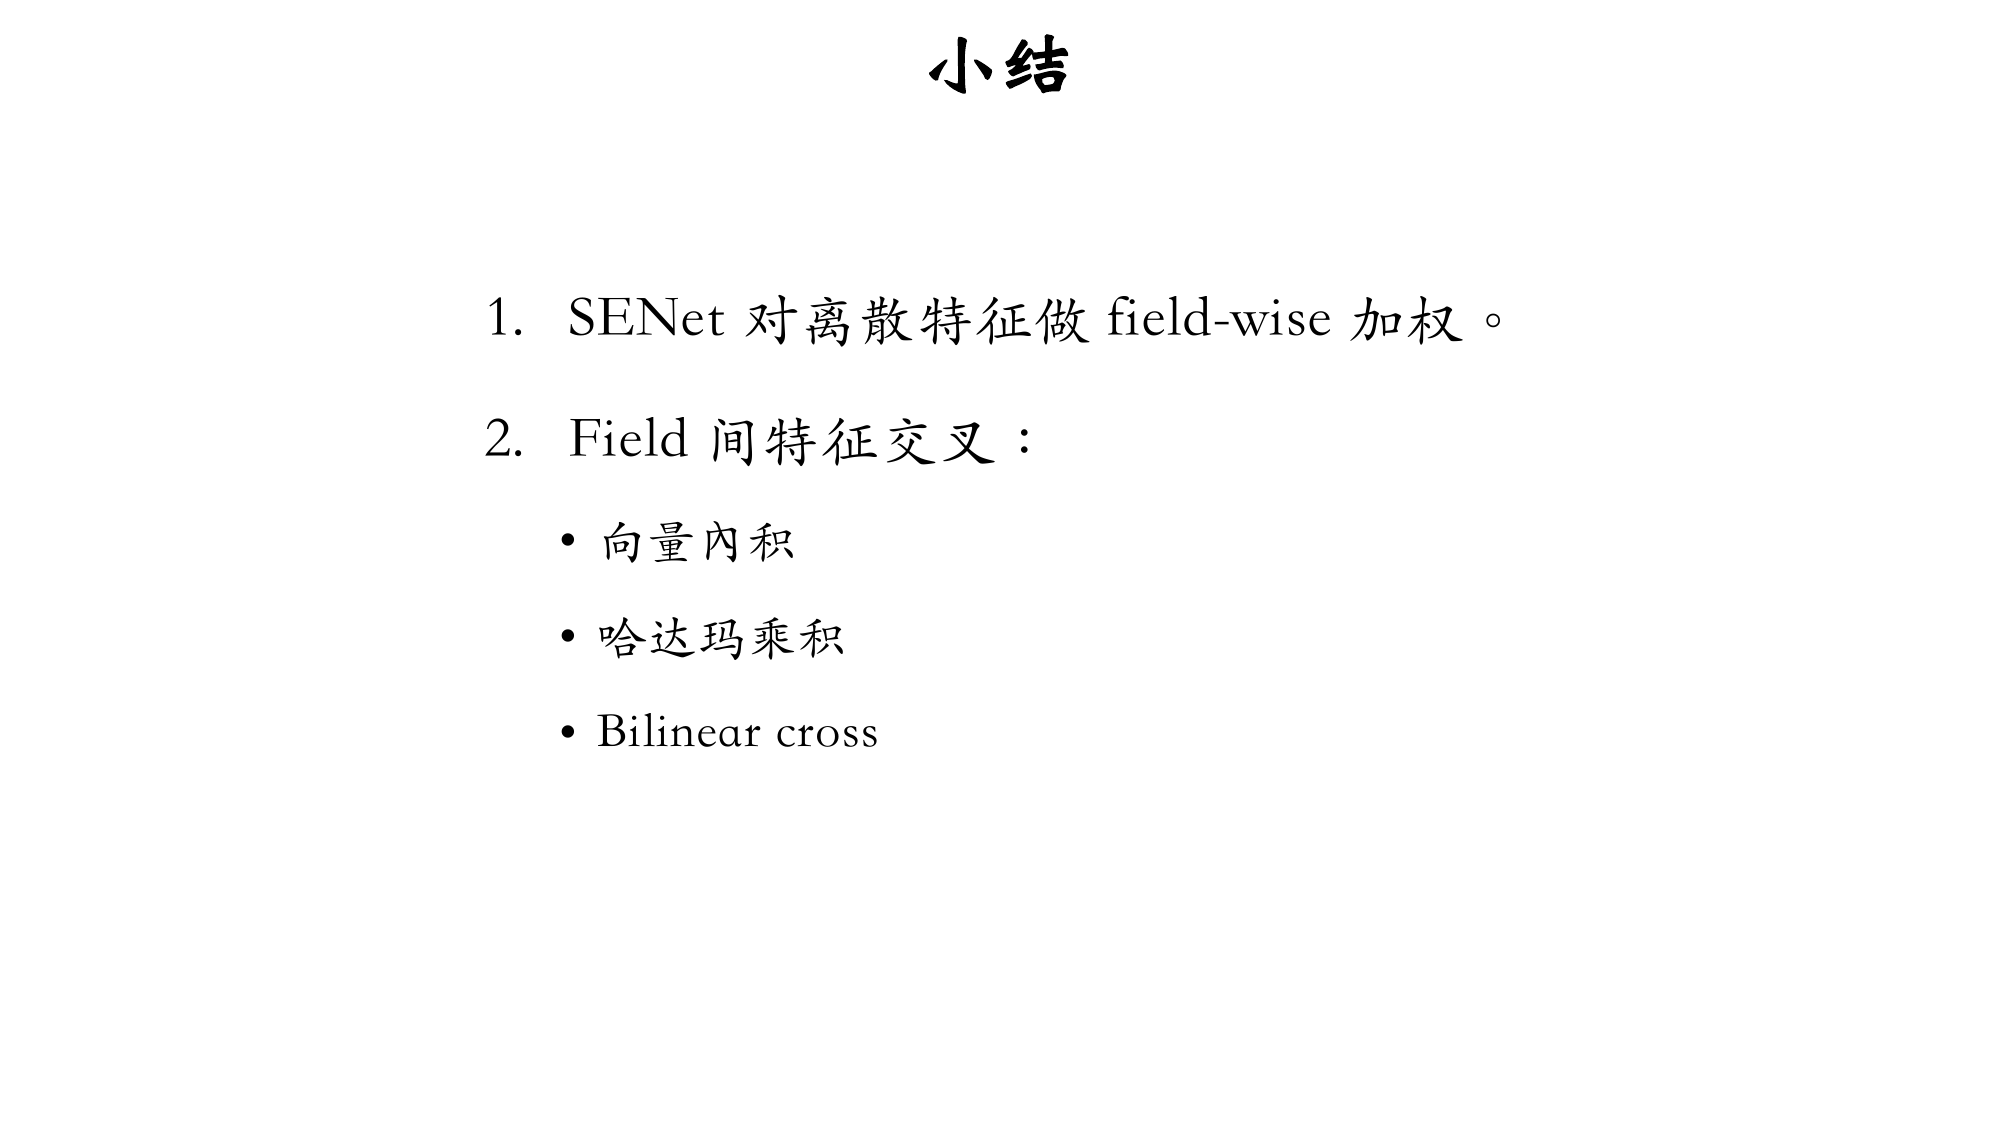 小结
1. SENet 对离散特征做 field-wise 加权。
2. Field 间特征交叉：
• 向量內积
• 哈达玛乘积
• Bilinear cross